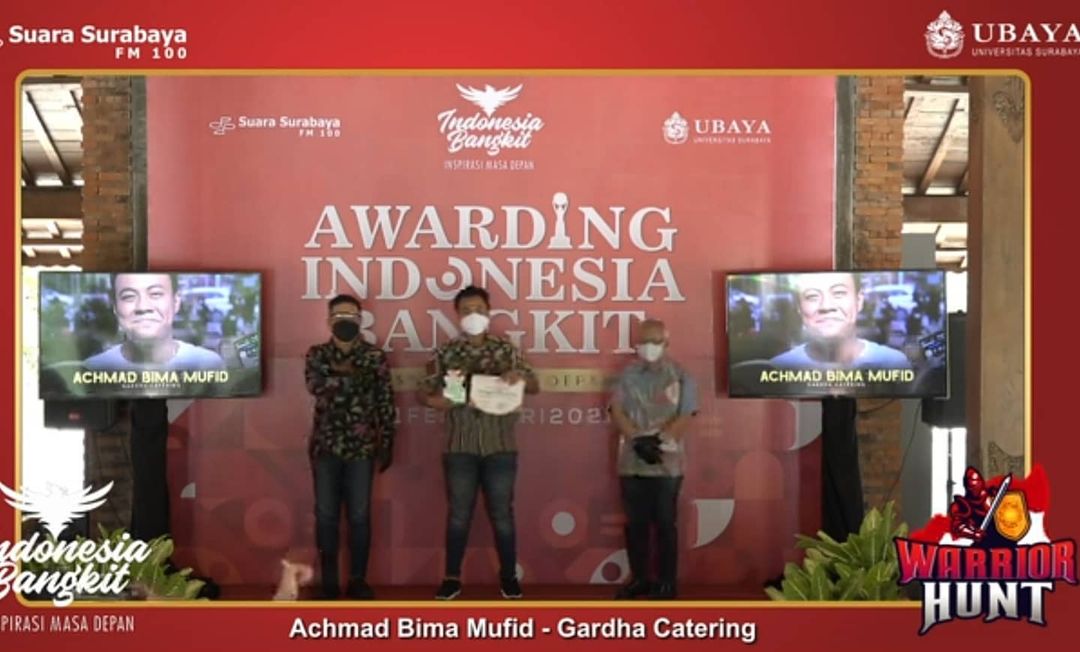 Suara Surabaya
FM 100
UBAYA
UNIVERSITAS SURABAYA
Suara Surabaya
FM 100
Indonesia
Bangkit
INSPIRASI MASA DEPAN
UBAYA
UNIVERSITAS SURABAYA
AWARDING
INDONESIA
BANGKIT
ACHMAD BIMA MUFID
GARDHA CATERING
ACHMAD BIMA MUFID
GARDHA CATERING
ndonesia
Bangkit
SPIRASI MASA DEPAN
WARRIOR
HUNT
Achmad Bima Mufid - Gardha Catering